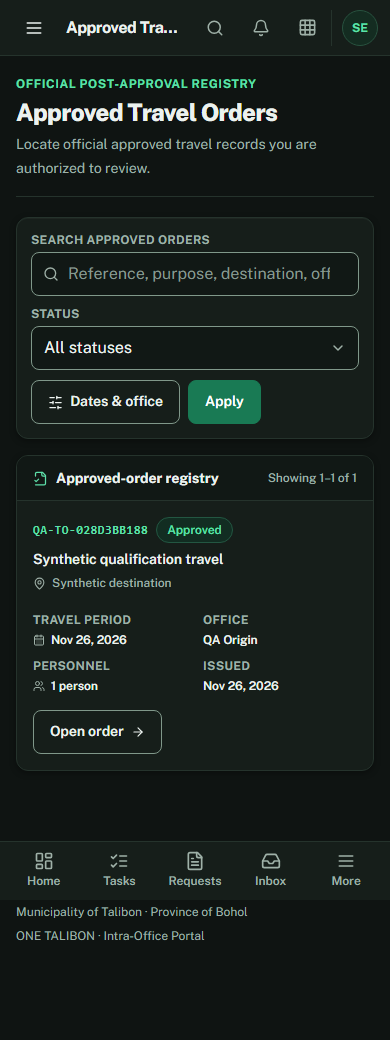 Approved Tra...
SE
OFFICIAL POST-APPROVAL REGISTRY
Approved Travel Orders
Locate official approved travel records you are
authorized to review.
SEARCH APPROVED ORDERS
Reference, purpose, destination, off
STATUS
All statuses
Dates & office
Apply
Approved-order registry
Showing 1–1 of 1
QA-TO-028D3BB188
Approved
Synthetic qualification travel
Synthetic destination
TRAVEL PERIOD
Nov 26, 2026
OFFICE
QA Origin
PERSONNEL
1 person
ISSUED
Nov 26, 2026
Open order
Home
Tasks
Requests
Inbox
More
Municipality of Talibon · Province of Bohol
ONE TALIBON · Intra-Office Portal